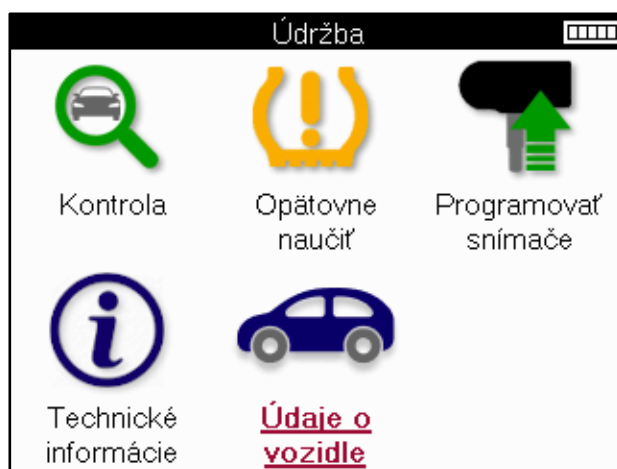 Údržba
Kontrola
Opätovne
naučiť
Programovať
snímače
Technické
informácie
Údaje o
vozidle